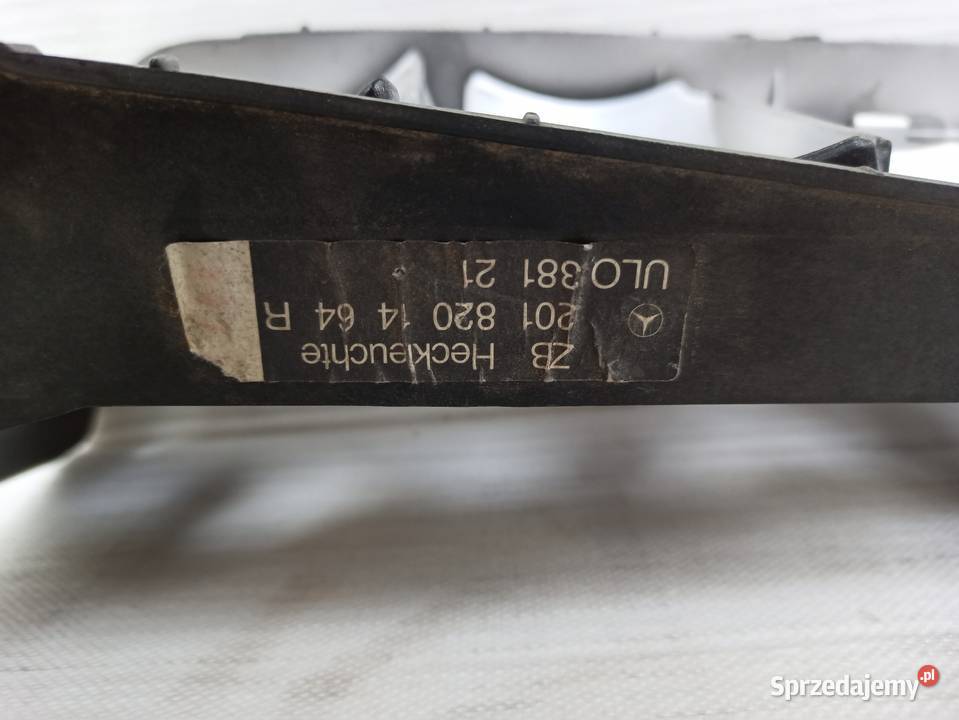 ZB Heckleuchte
201 820 14 64 R
ULO 381 21
Sprzedajemy.pl